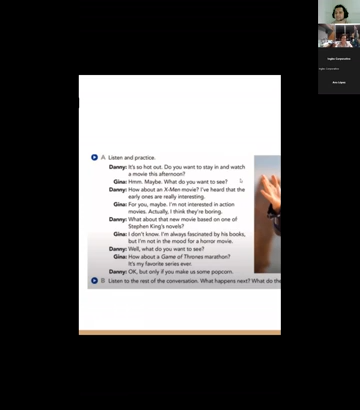 A Listen and practice.
Danny: It's so hot out. Do you want to stay in and watch
a movie this afternoon?
Gina: Hmm. Maybe. What do you want to see?
Danny: How about an X-Men movie? I've heard that the
early ones are really interesting.
Gina: For you, maybe. I'm not interested in action
movies. Actually, I think they're boring.
Danny: What about that new movie based on one of
Stephen King's novels?
Gina: I don't know. I'm always fascinated by his books,
but I'm not in the mood for a horror movie.
Danny: Well, what do you want to see?
Gina: How about a Game of Thrones marathon?
It's my favorite series ever.
Danny: OK, but only if you make us some popcorn.
B Listen to the rest of the conversation. What happens next? What do the